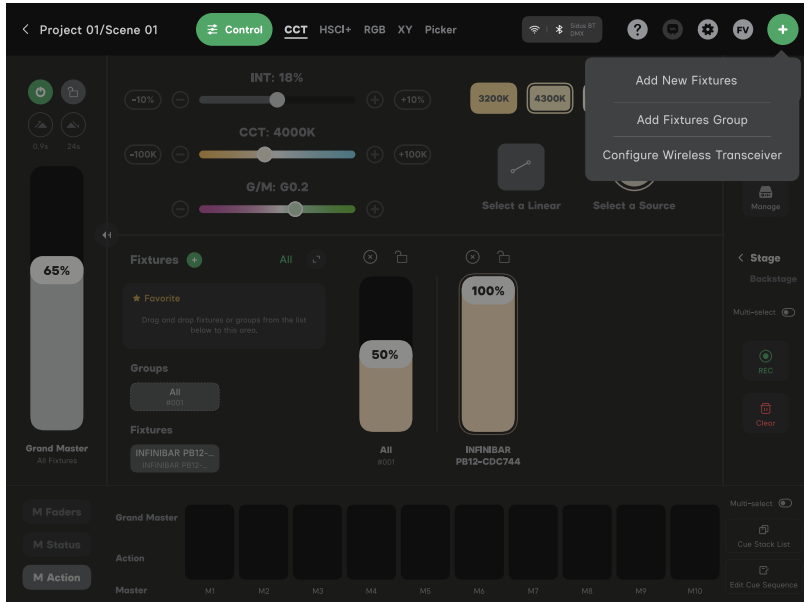 Project 01/Scene 01
Control
CCT
HSCI+
RGB
XY
Picker
Sidus BT
DMX
?
FV
+
Add New Fixtures
Add Fixtures Group
Configure Wireless Transceiver
0.9s
24s
INT: 18%
-10%
+10%
CCT: 4000K
-100K
+100K
G/M: G0.2
3200K
4300K
Select a Linear
Select a Source
Manage
65%
Grand Master
All Fixtures
Fixtures
All
Favorite
Drag and drop fixtures or groups from the list
below to this area.
Groups
All
#001
Fixtures
INFINIBAR PB12-...
INFINIBAR PB12-...
50%
All
#001
100%
INFINIBAR
PB12-CDC744
Stage
Backstage
Multi-select
REC
Clear
M Faders
M Status
M Action
Grand Master
Action
Master
M1
M2
M3
M4
M5
M6
M7
M8
M9
M10
Multi-select
Cue Stack List
Edit Cue Sequence